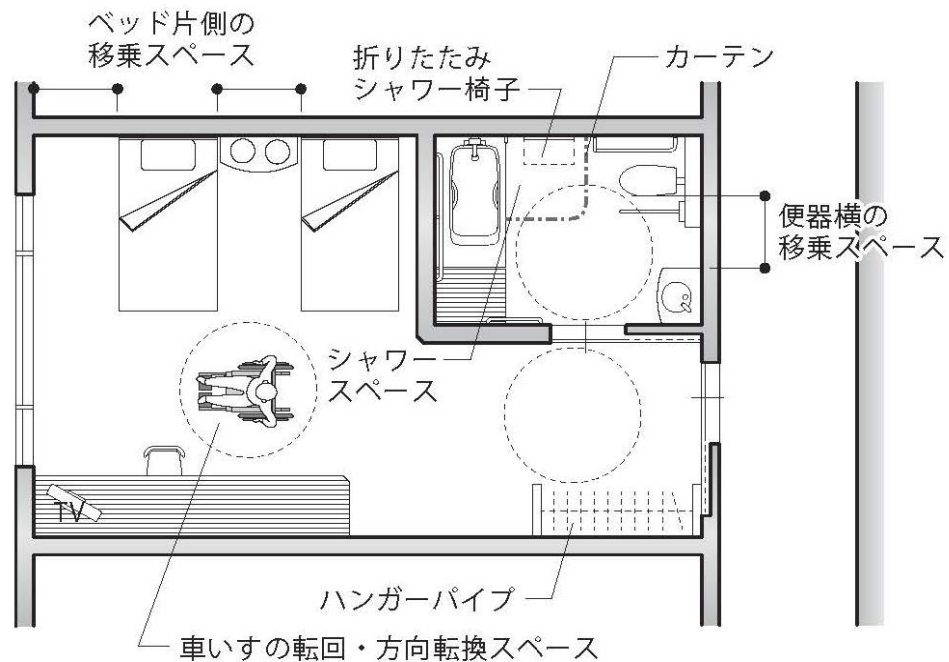 ベッド片側の
移乗スペース
折りたたみ
シャワー椅子
カーテン
便器横の
移乗スペース
シャワー
スペース
TV
ハンガーパイプ
車いすの転回・方向転換スペース